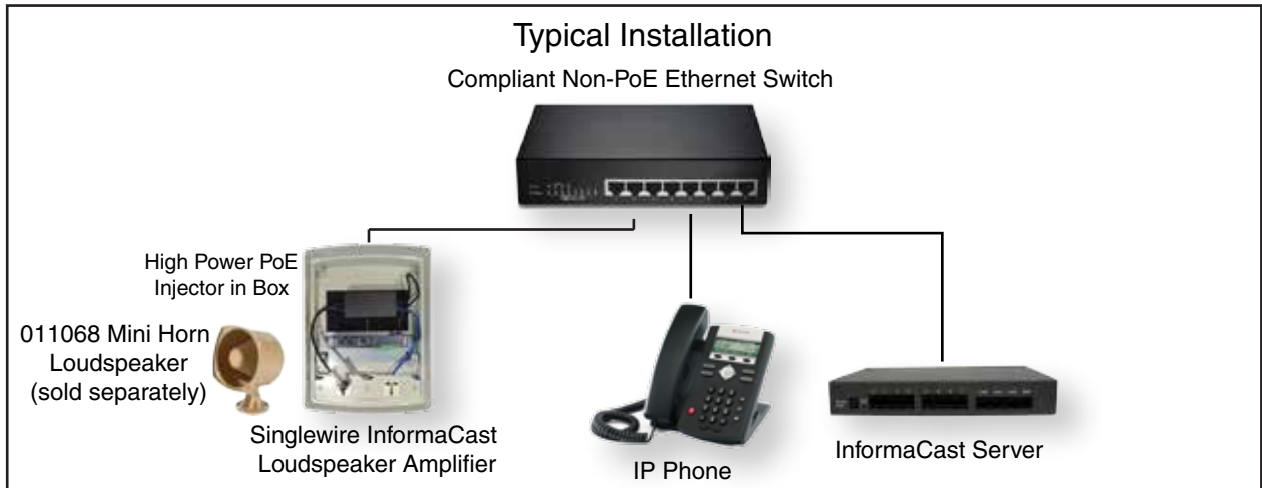 Typical Installation
Compliant Non-PoE Ethernet Switch
High Power PoE
Injector in Box
011068 Mini Horn
Loudspeaker
(sold separately)
Singlewire InformaCast
Loudspeaker Amplifier
IP Phone
InformaCast Server